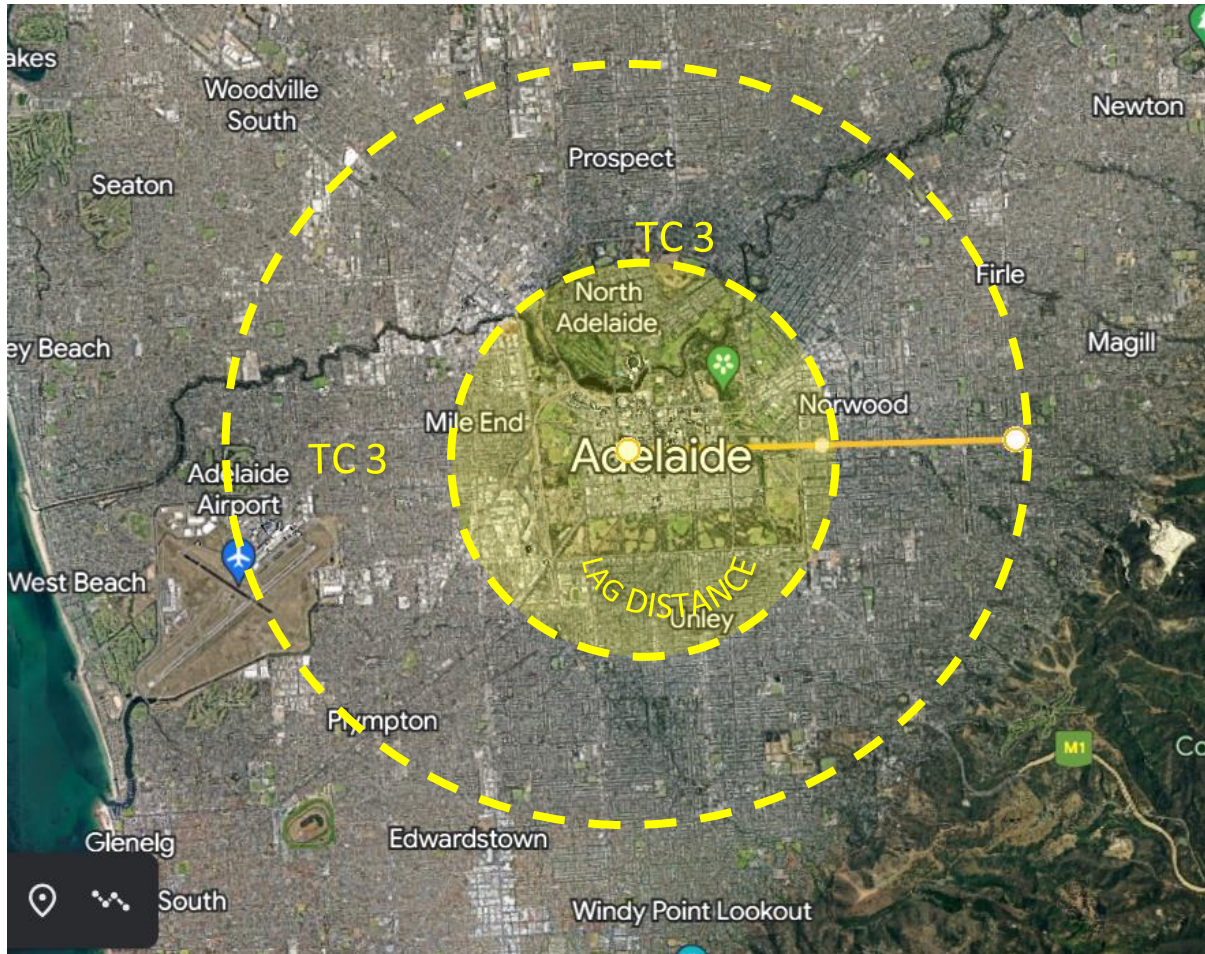 akes
Woodville
South
Newton
Prospect
Seaton
TC 3
Firle
North
Adelaide
ey Beach
Magill
Norwood
Mile End
Adelaide
TC 3
Adelaide
Airport
West Beach
LAG DISTANCE
Unley
Plympton
M1
Co
Edwardstown
Glenelg
South
Windy Point Lookout